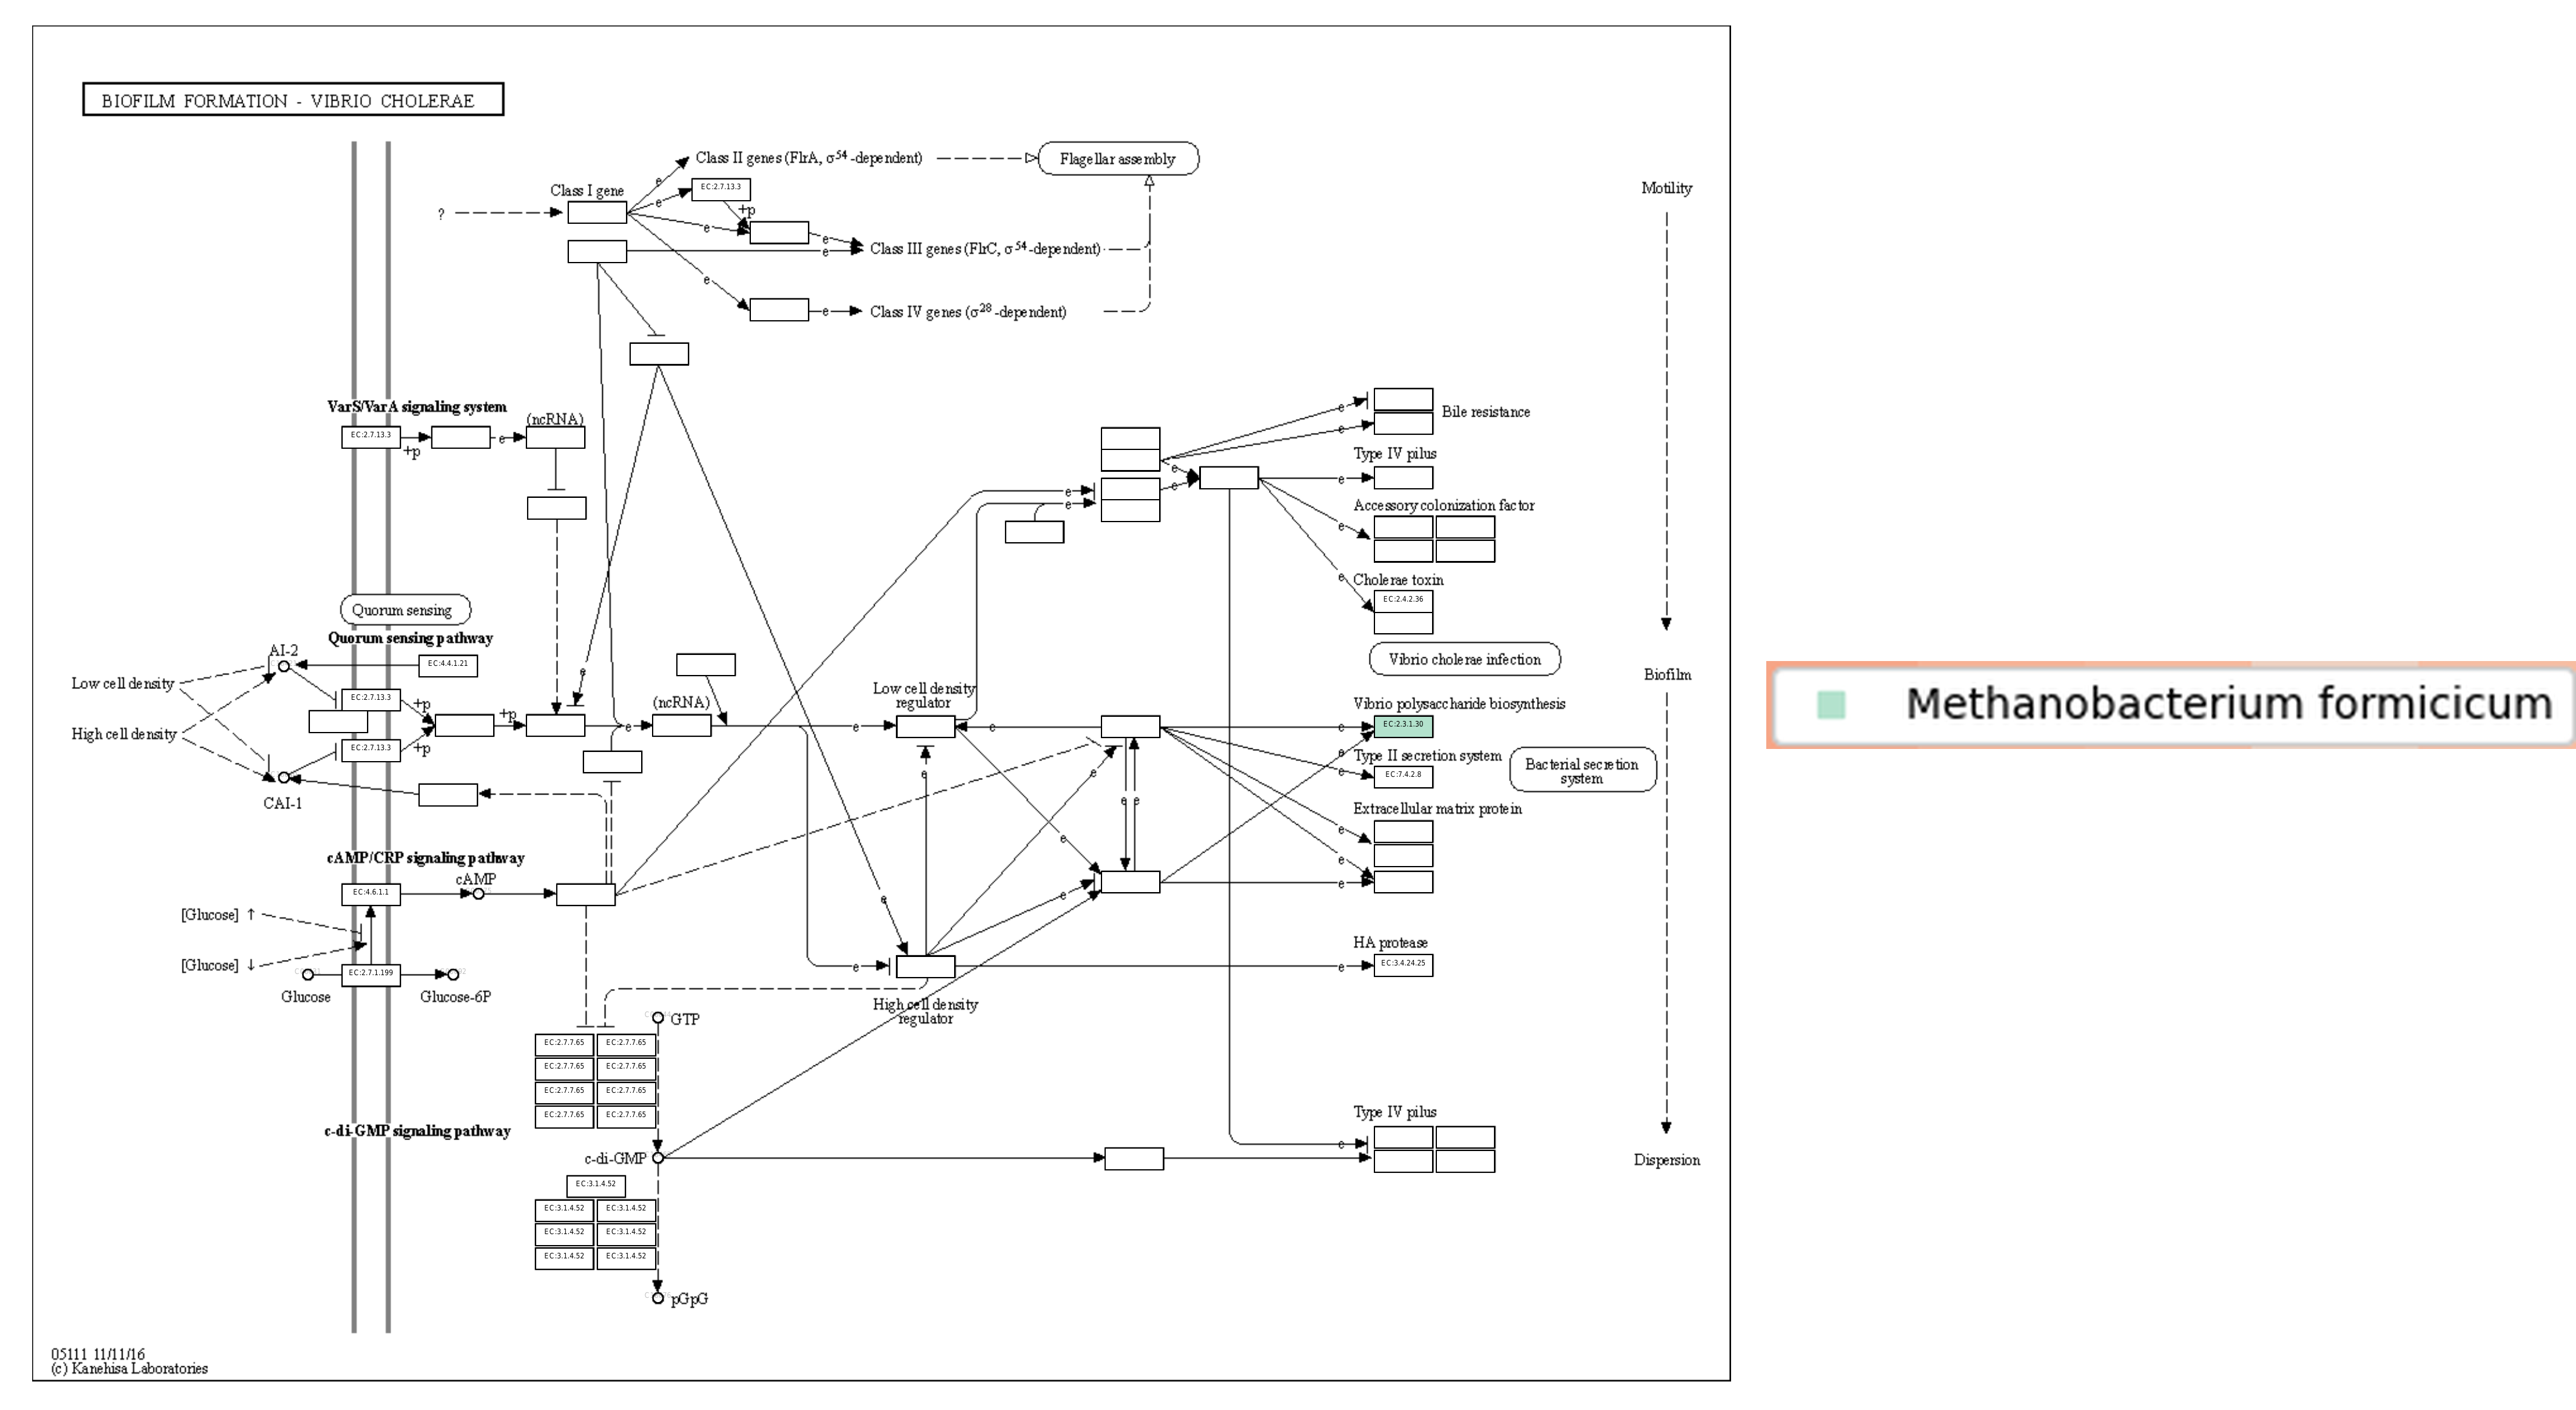 BIOFILM FORMATION - VIBRIO CHOLERAE
Class II genes (FlrA, σ54-dependent)
Flagellar assembly
Class I gene
EC:2.7.13.3
Motility
?
e
e
+p
e
e
Class III genes (FlrC, σ54-dependent)
e
e
e
Class IV genes (σ28-dependent)
VarS/VarA signaling system
(ncRNA)
EC:2.7.13.3
+p
e
e
Bile resistance
e
Type IV pilus
e
e
e
e
e
Accessory colonization factor
e
e
Cholerae toxin
EC:2.4.2.36
Quorum sensing
Quorum sensing pathway
AI-2
EC:4.4.1.21
Vibrio cholerae infection
Biofilm
Low cell density
EC:2.7.13.3
+p
e
(ncRNA)
Low cell density
regulator
Vibrio polysaccharide biosynthesis
High cell density
+p
e
e
e
e
EC:2.3.1.30
EC:2.7.13.3
+p
Type II secretion system
e
e
EC:7.4.2.8
Bacterial secretion
system
CAI-1
e
e
e
e
Extracellular matrix protein
e
e
e
cAMP/CRP signaling pathway
cAMP
EC:4.6.1.1
e
e
e
[Glucose] ↑
[Glucose] ↓
EC:2.7.1.199
Glucose
Glucose-6P
e
HA protease
e
EC:3.4.24.25
High cell density
regulator
GTP
EC:2.7.7.65
EC:2.7.7.65
EC:2.7.7.65
EC:2.7.7.65
EC:2.7.7.65
EC:2.7.7.65
EC:2.7.7.65
EC:2.7.7.65
c-di-GMP signaling pathway
Type IV pilus
e
c-di-GMP
Dispersion
EC:3.1.4.52
EC:3.1.4.52
EC:3.1.4.52
EC:3.1.4.52
EC:3.1.4.52
EC:3.1.4.52
EC:3.1.4.52
pGpG
05111 11/11/16
(c) Kanehisa Laboratories
Methanobacterium formicicum